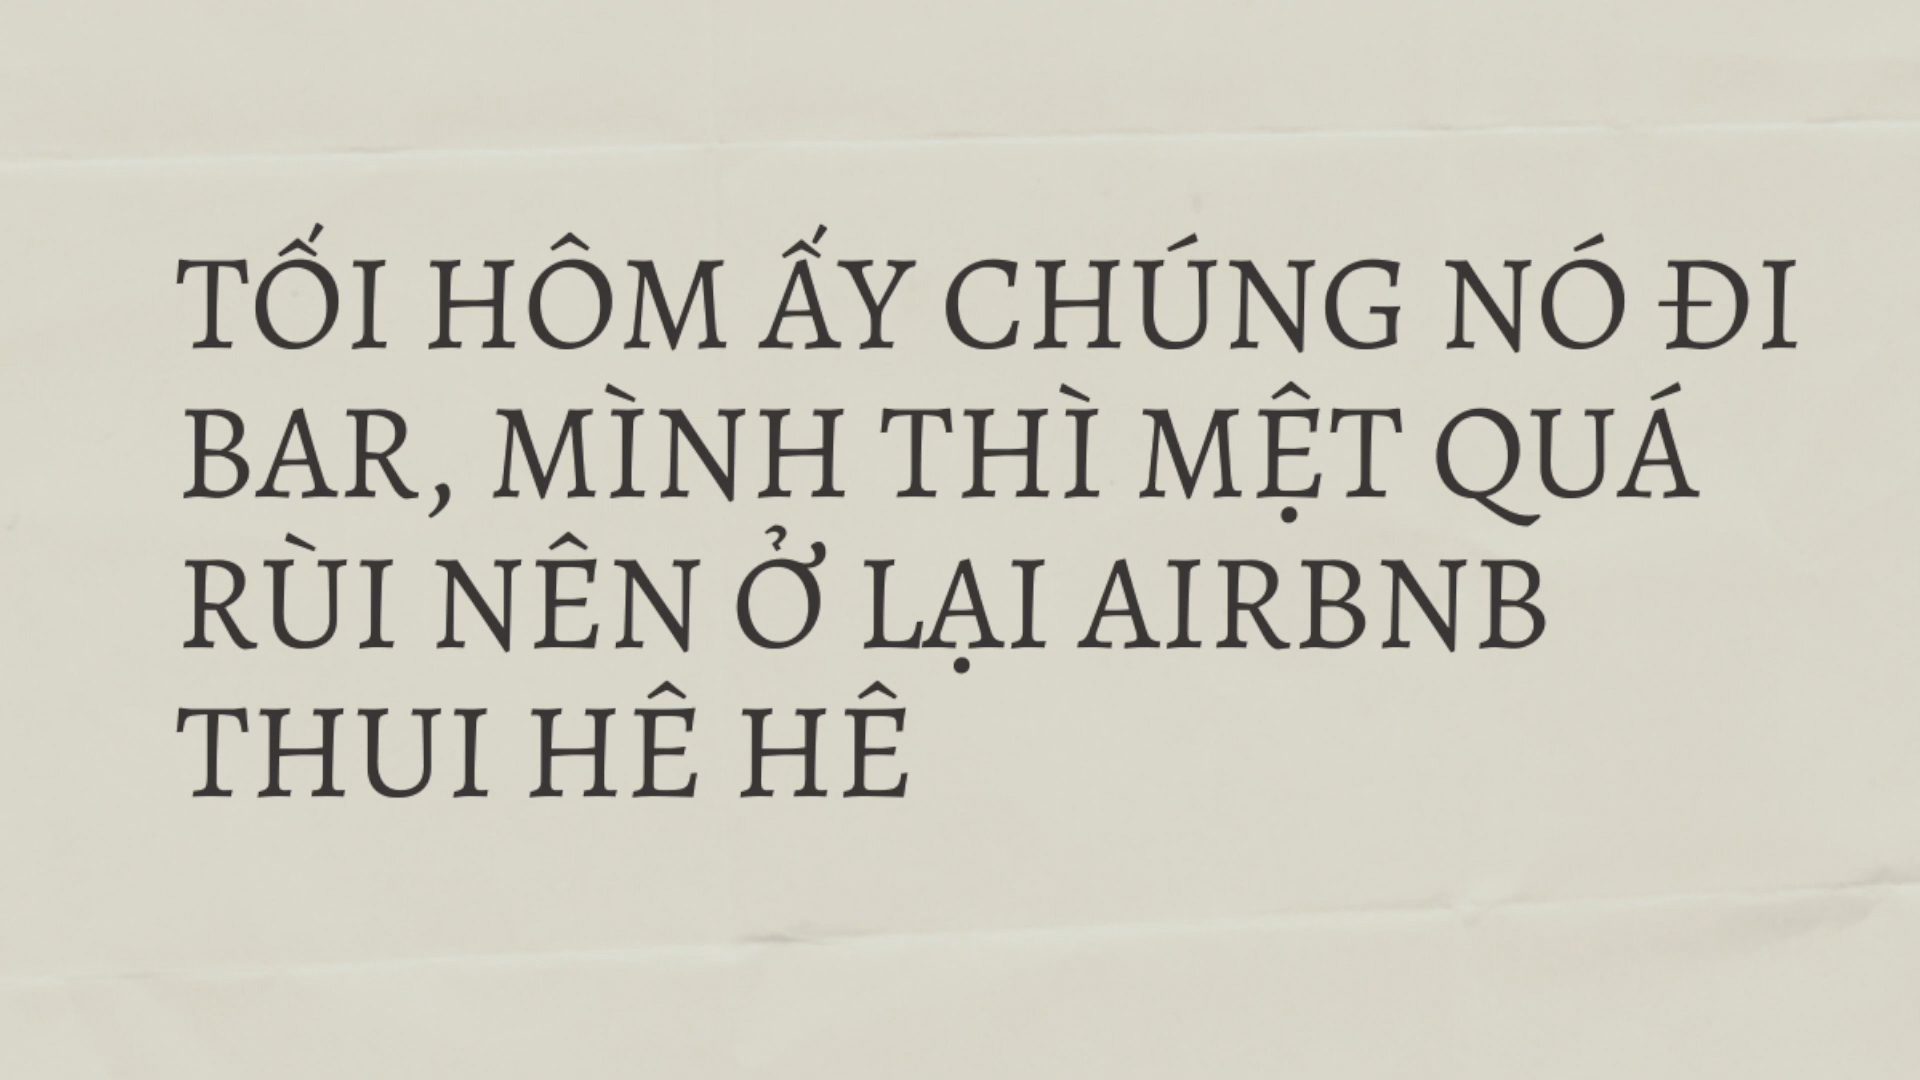 TỐI HÔM ẤY CHÚNG NÓ ĐI
BAR, MÌNH THÌ MỆT QUÁ
RÙI NÊN Ở LẠI AIRBNB
THUI HÊ HÊ